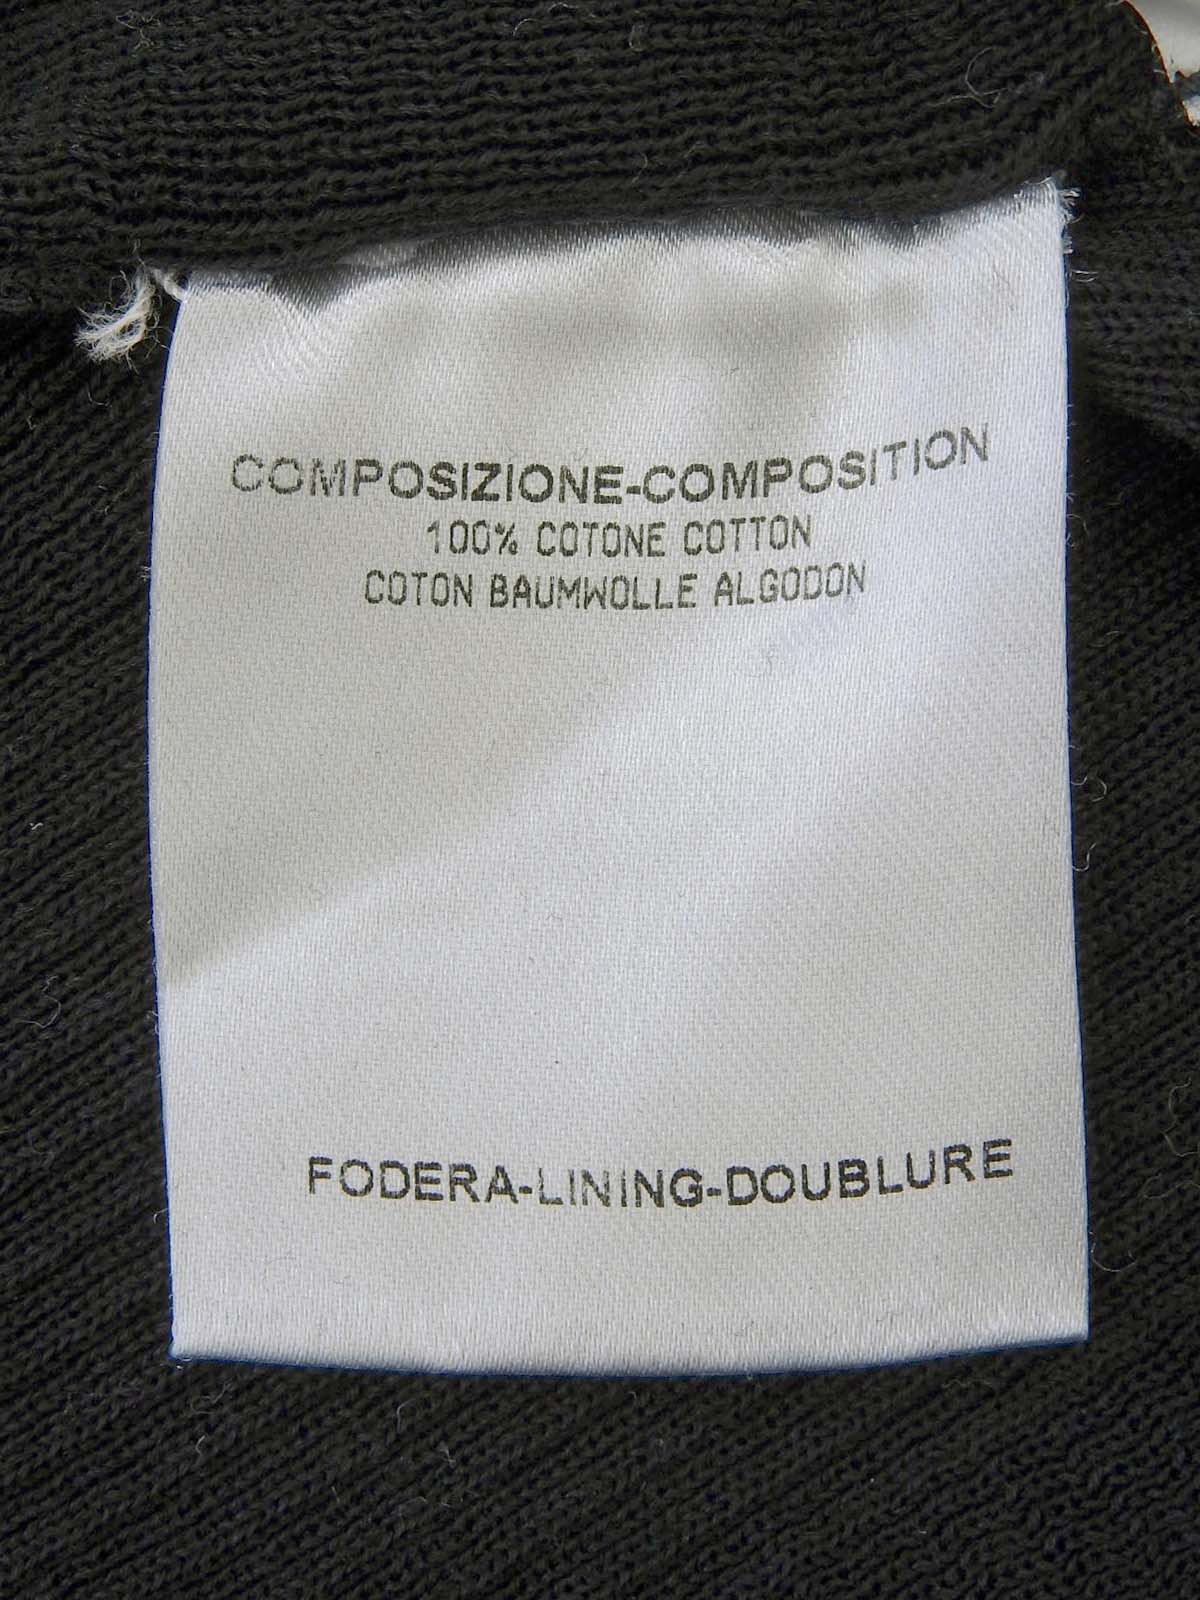 COMPOSIZIONE-COMPOSITION
100% COTONE COTTON
COTON BAUMWOLLE ALGODON
FODERA-LINING-DOUBLURE